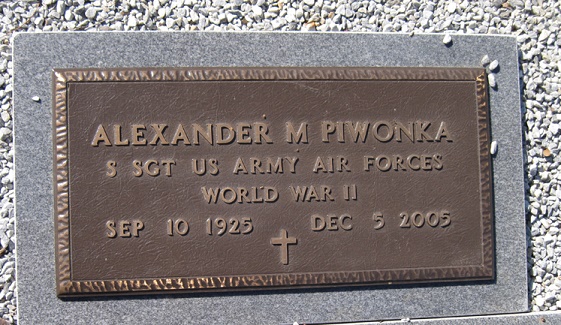 ALEXANDER M PIWONKA
S SGT US ARMY AIR FORCES
WORLD WAR II
SEP 10 1925 DEC 5 2005